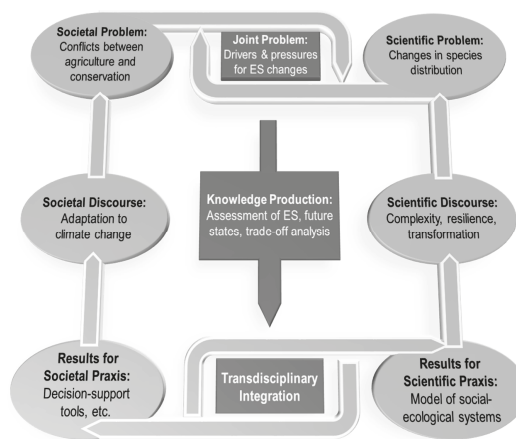 Societal Problem:
Conflicts between
agriculture and
conservation
Joint Problem:
Drivers & pressures
for ES changes
Scientific Problem:
Changes in species
distribution
Societal Discourse:
Adaptation to
climate change
Knowledge Production:
Assessment of ES, future
states, trade-off analysis
Scientific Discourse:
Complexity, resilience,
transformation
Results for
Societal Praxis:
Decision-support
tools, etc.
Transdisciplinary
Integration
Results for
Scientific Praxis:
Model of social-
ecological systems